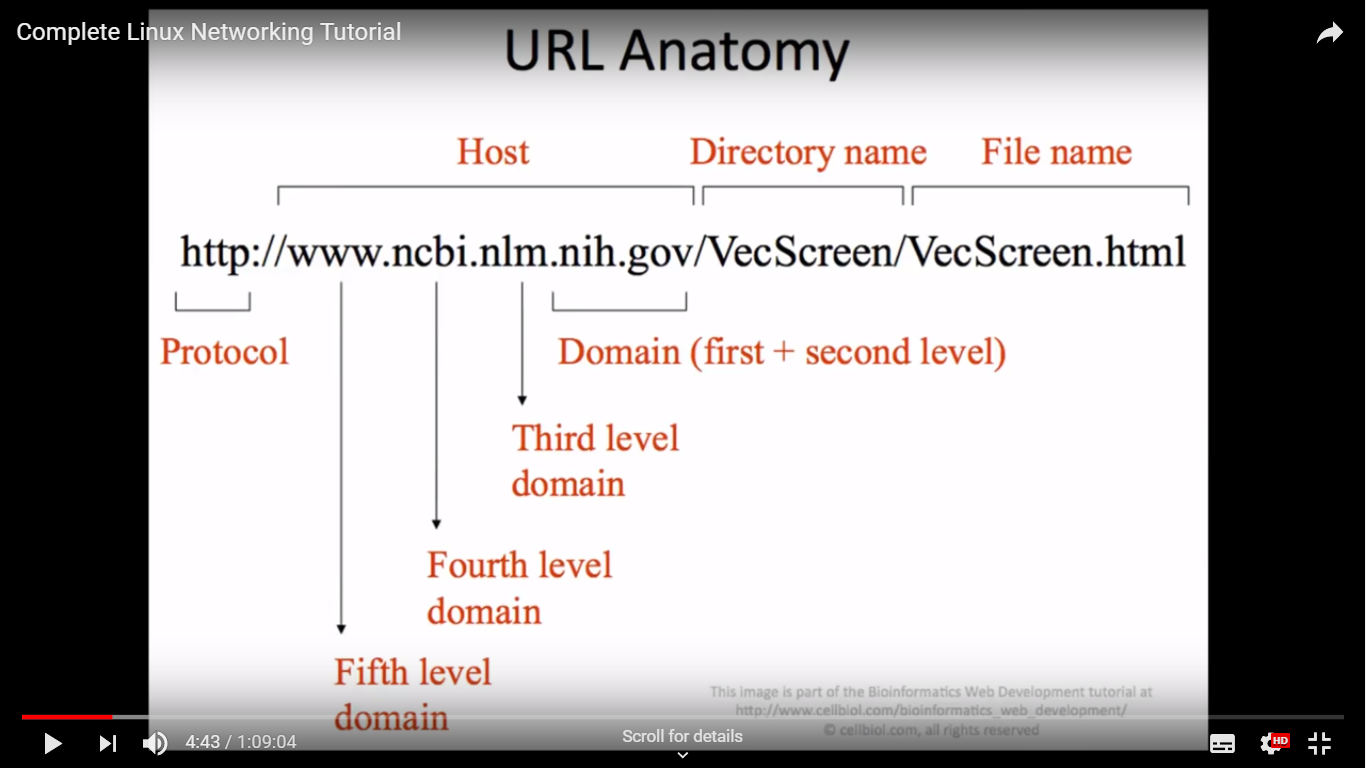 Complete Linux Networking Tutorial
URL Anatomy
Host Directory name File name
http://www.ncbi.nlm.nih.gov/VecScreen/VecScreen.html
Protocol Domain (first + second level)
Third level
domain
Fourth level
domain
Fifth level
domain
This image is part of the Bioinformatics Web Development tutorial at
http://www.cellbiol.com/bioinformatics_web_development/
© cellbiol.com, all rights reserved
4:43 / 1:09:04
Scroll for details
HD